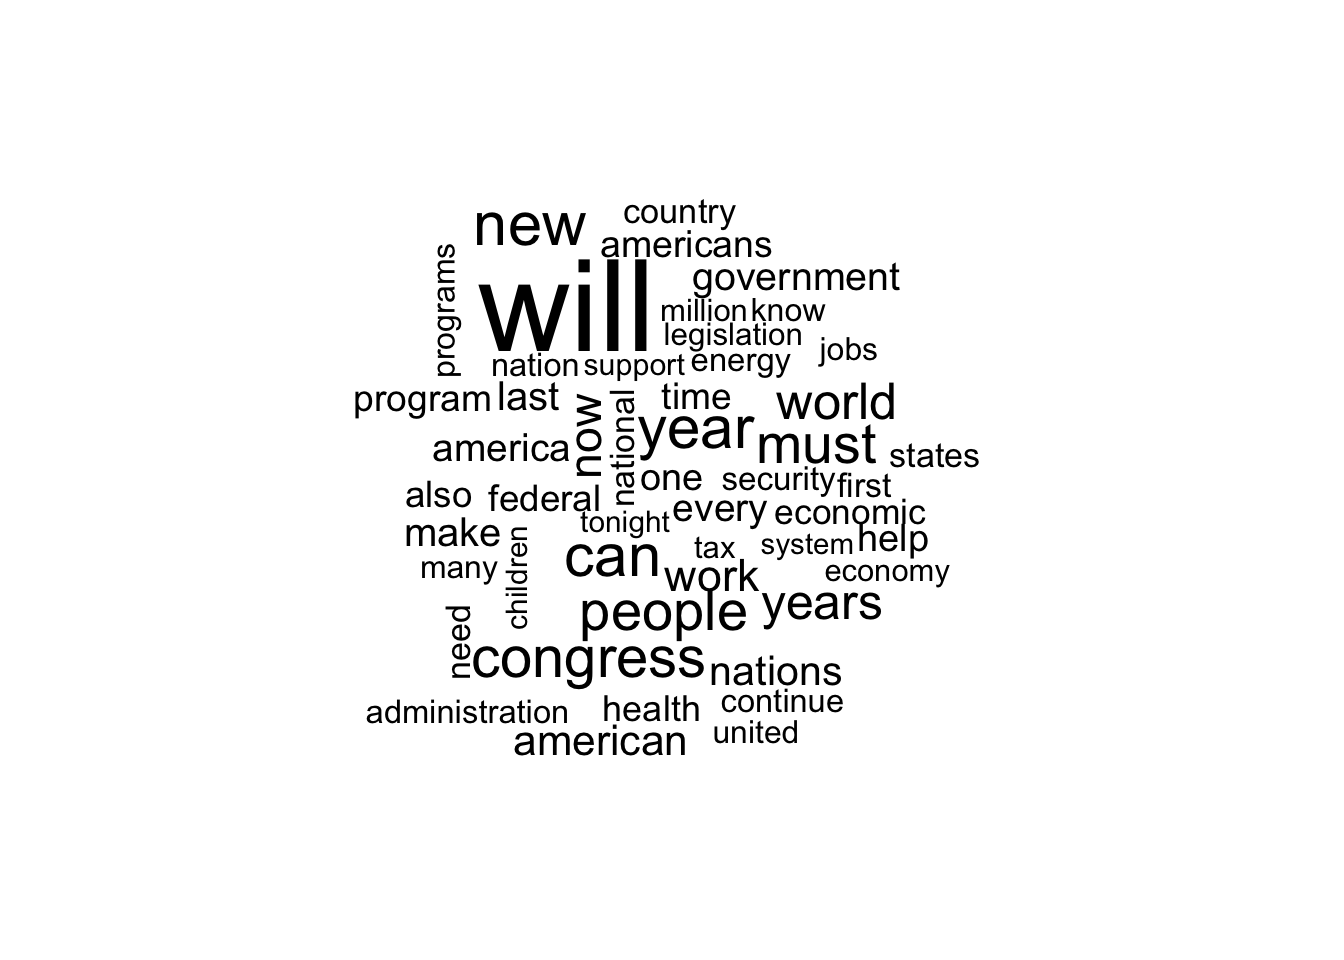 new country
americans
programs will government
million know
legislation jobs
nation support energy
program last now national time world
america year must states
one security first
also federal every economic
tonight
make children can tax system help
many work economy
need people years
congress nations
administration health continue
american united